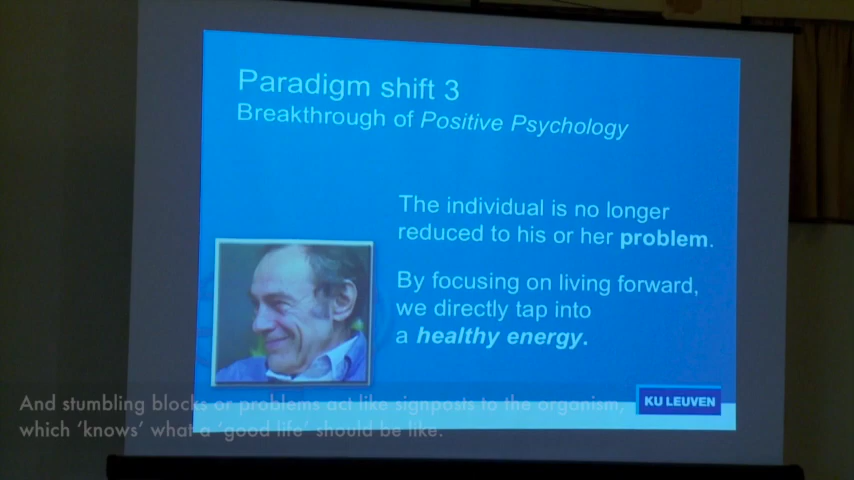 Paradigm shift 3
Breakthrough of Positive Psychology
The individual is no longer
reduced to his or her problem.
By focusing on living forward,
we directly tap into
a healthy energy.
KU LEUVEN
And stumbling blocks or problems act like signposts to the organism,
which ‘knows’ what a ‘good life’ should be like.